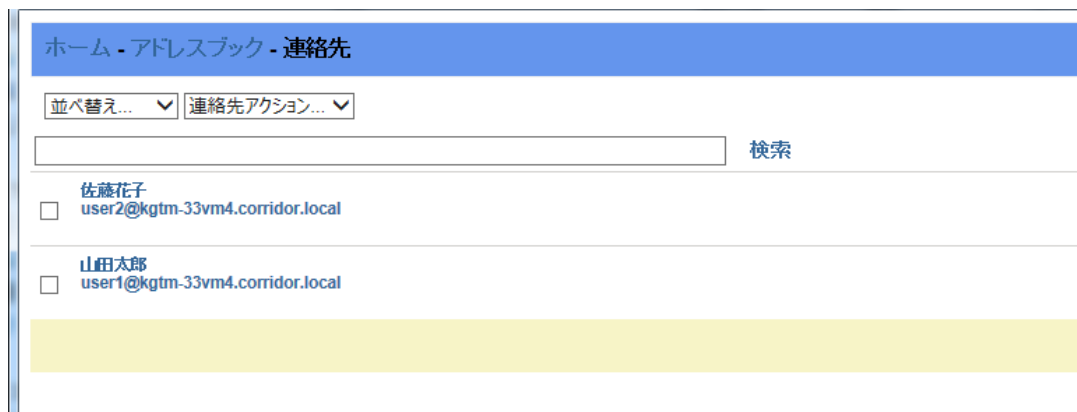 ホーム - アドレスブック - 連絡先
並べ替え... 連絡先アクション...
検索
佐藤花子
user2@kgtm-33vm4.corridor.local
山田太郎
user1@kgtm-33vm4.corridor.local